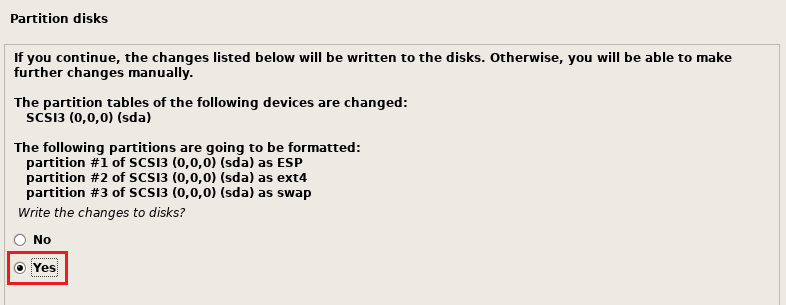 Partition disks
If you continue, the changes listed below will be written to the disks. Otherwise, you will be able to make
further changes manually.
The partition tables of the following devices are changed:
SCSI3 (0,0,0) (sda)
The following partitions are going to be formatted:
partition #1 of SCSI3 (0,0,0) (sda) as ESP
partition #2 of SCSI3 (0,0,0) (sda) as ext4
partition #3 of SCSI3 (0,0,0) (sda) as swap
Write the changes to disks?
No
Yes